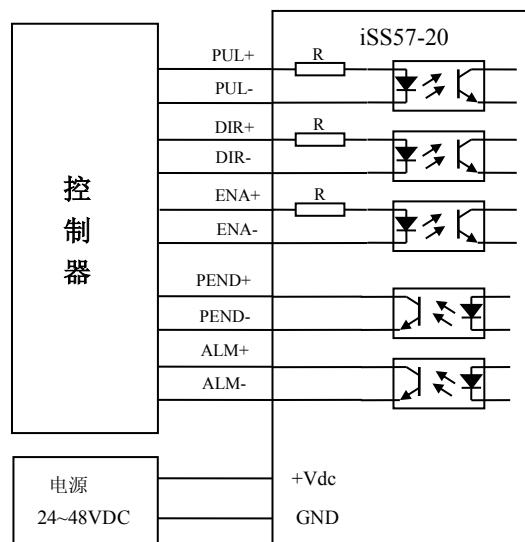 iSS57-20
PUL+
R
PUL-
DIR+
R
DIR-
ENA+
R
ENA-
控
制
器
PEND+
PEND-
ALM+
ALM-
电源
24~48VDC
+Vdc
GND